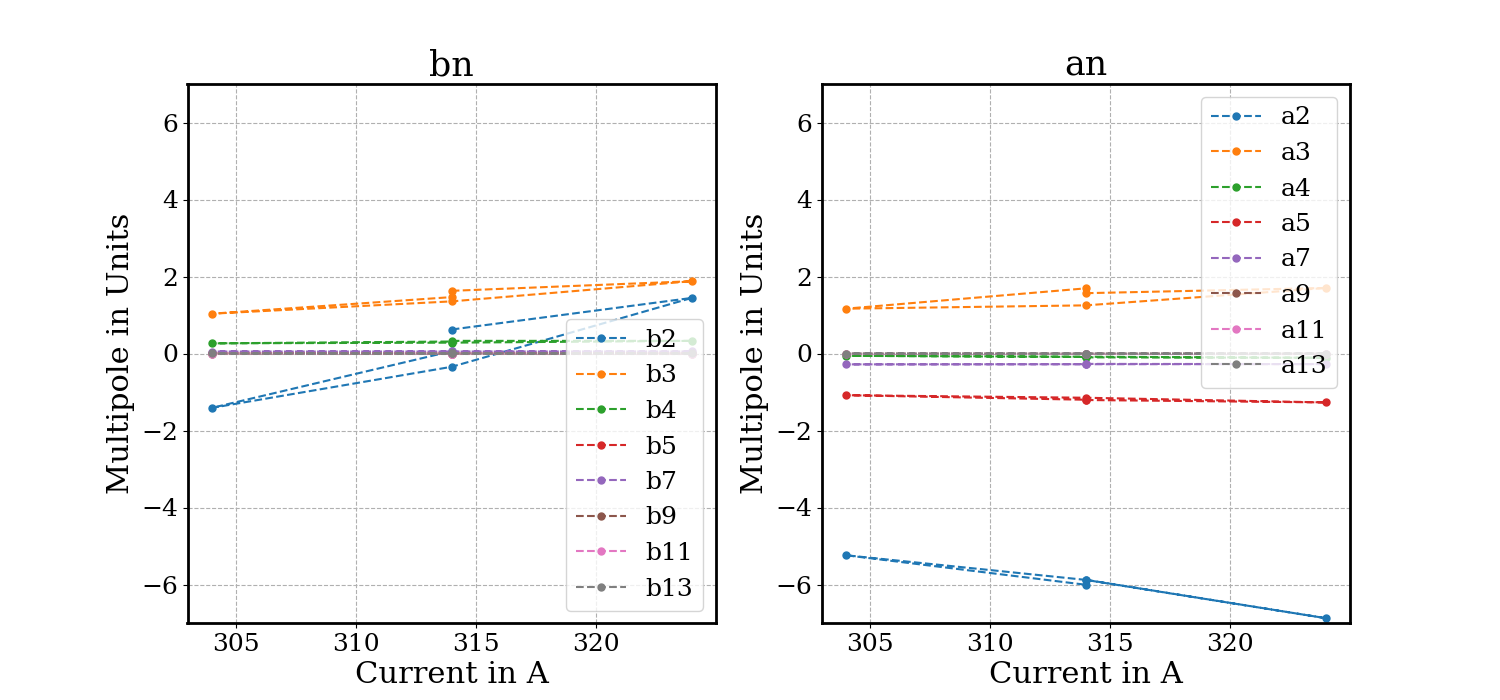 bn
an
6
4
2
0
−2
−4
−6
Multipole in Units
305
310
315
320
Current in A
b2
b3
b4
b5
b7
b9
b11
b13
6
4
2
0
−2
−4
−6
Multipole in Units
305
310
315
320
Current in A
a2
a3
a4
a5
a7
a9
a11
a13